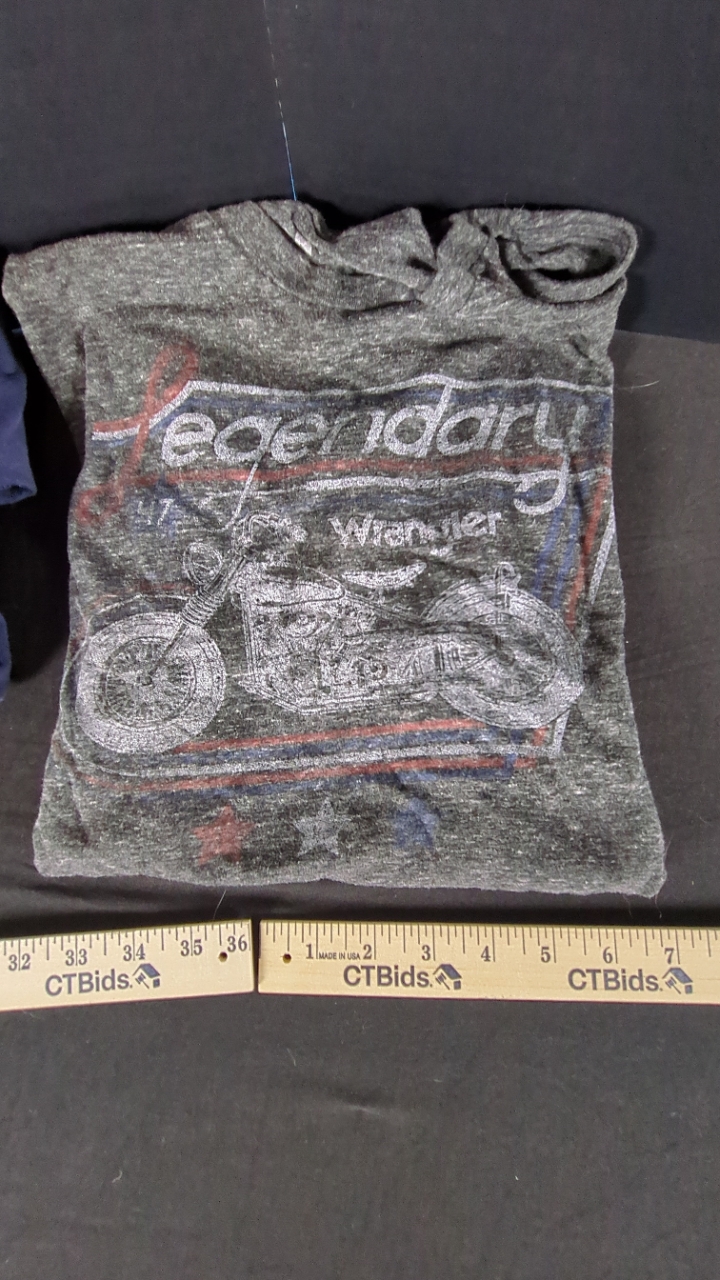 Legendary
47
Wrangler
32 33 34 35 36
CTBids.
1 MADE IN USA 2 3 4 5 6 7
CTBids. CTBids.